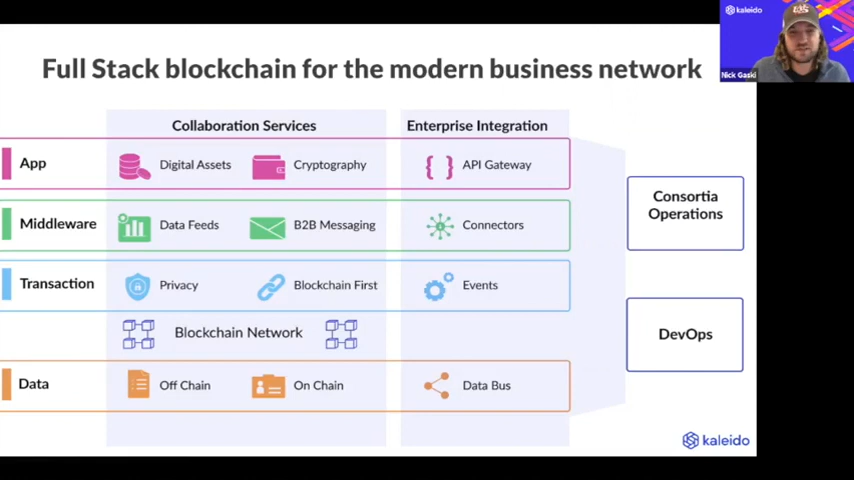 kaleido
Nick Gaski
Full Stack blockchain for the modern business network
Collaboration Services
Enterprise Integration
App
Digital Assets
Cryptography
{ } API Gateway
Middleware
Data Feeds
B2B Messaging
Connectors
Transaction
Privacy
Blockchain First
Events
Blockchain Network
Data
Off Chain
On Chain
Data Bus
Consortia
Operations
DevOps
kaleido